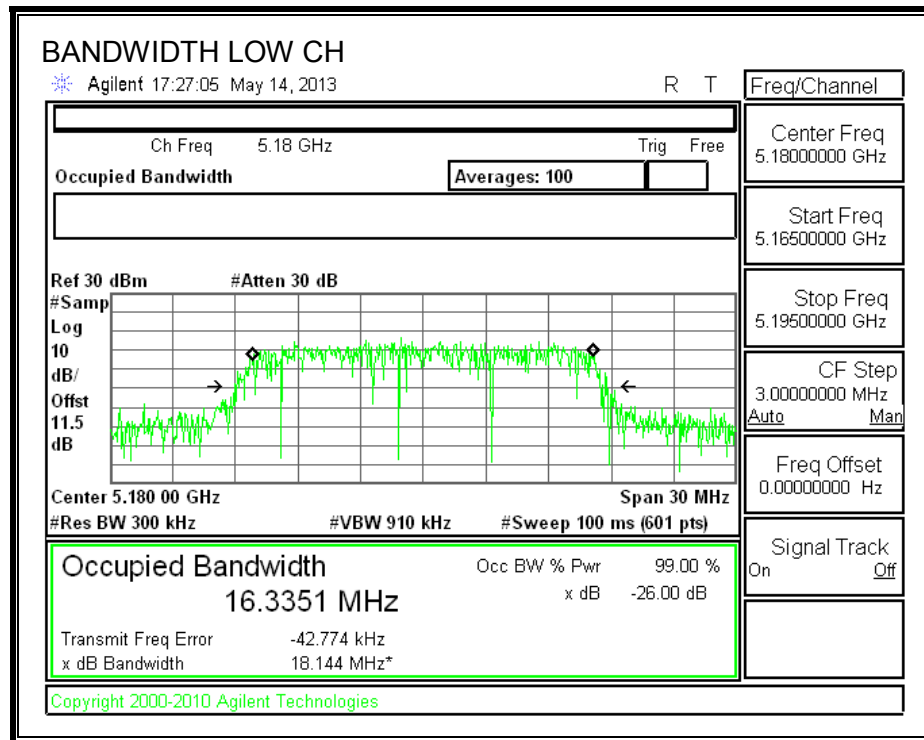 BANDWIDTH LOW CH
Agilent 17:27:05 May 14, 2013 R T
Freq/Channel
Ch Freq 5.18 GHz Trig Free
Occupied Bandwidth Averages: 100
Center Freq
5.18000000 GHz
Start Freq
5.16500000 GHz
Stop Freq
5.19500000 GHz
CF Step
3.00000000 MHz
Auto Man
Freq Offset
0.00000000 Hz
Signal Track
On Off
Ref 30 dBm #Atten 30 dB
#Samp
Log
10
dB/
Offst
11.5
dB
Center 5.180 00 GHz Span 30 MHz
#Res BW 300 kHz #VBW 910 kHz #Sweep 100 ms (601 pts)
Occupied Bandwidth Occ BW % Pwr 99.00 %
16.3351 MHz x dB -26.00 dB
Transmit Freq Error -42.774 kHz
x dB Bandwidth 18.144 MHz*
Copyright 2000-2010 Agilent Technologies